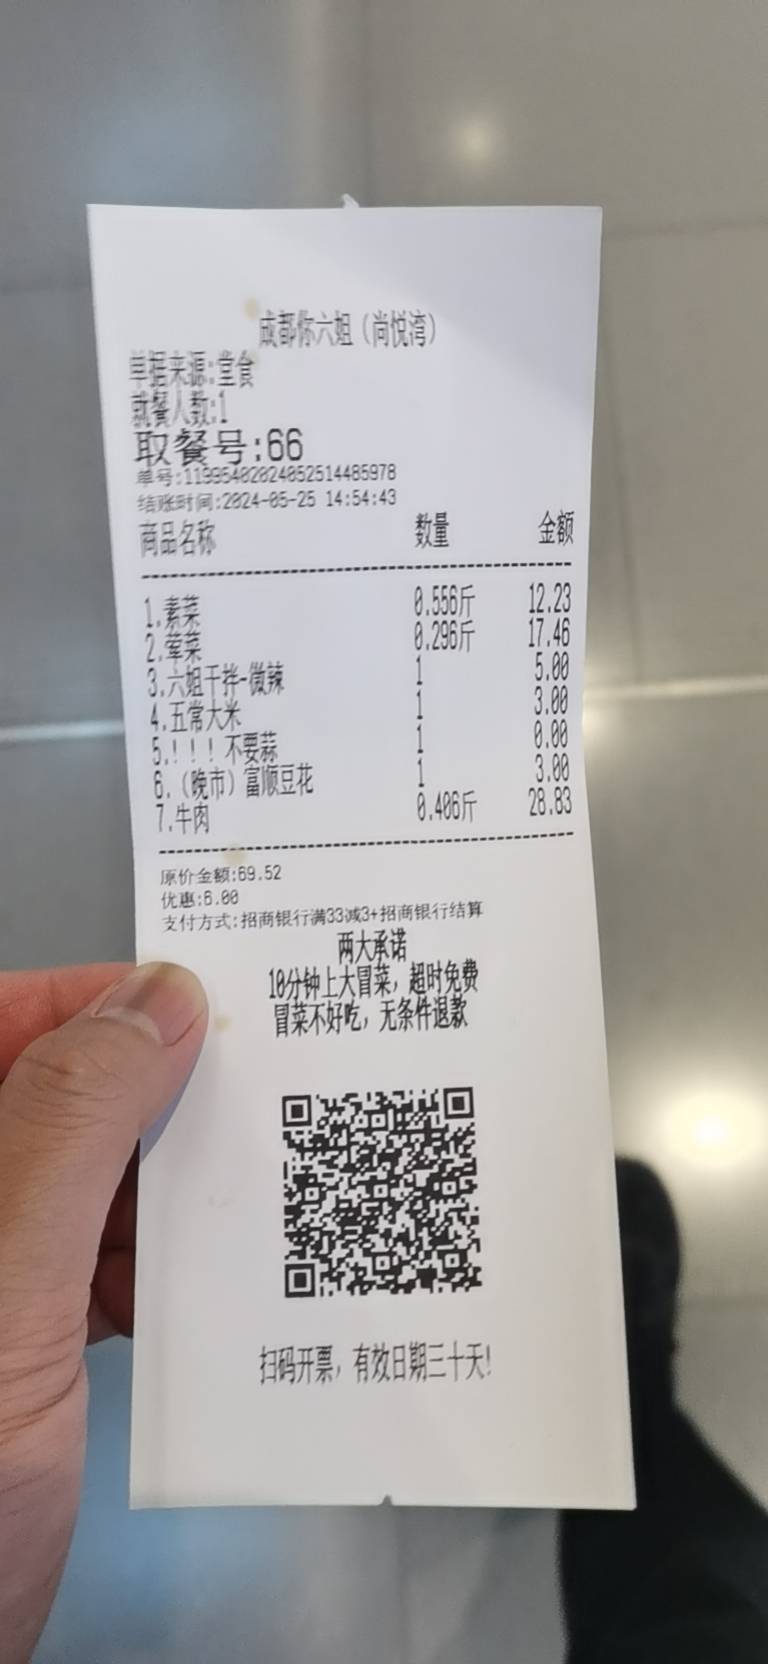 成都你六姐（尚悦湾）
单据来源:堂食
就餐人数:1
取餐号:66
单号:11995402024052514485978
结账时间:2024-05-25 14:54:43
商品名称 数量 金额
1.素菜 0.556斤 12.23
2.荤菜 0.296斤 17.46
3.六姐干拌-微辣 1 5.00
4.五常大米 1 3.00
5.！！！不要蒜 1 0.00
6.（晚市）富顺豆花 1 3.00
7.牛肉 0.406斤 28.83
原价金额:69.52
优惠:6.00
支付方式:招商银行满33减3+招商银行结算
两大承诺
10分钟上大冒菜，超时免费
冒菜不好吃，无条件退款
扫码开票，有效日期三十天!